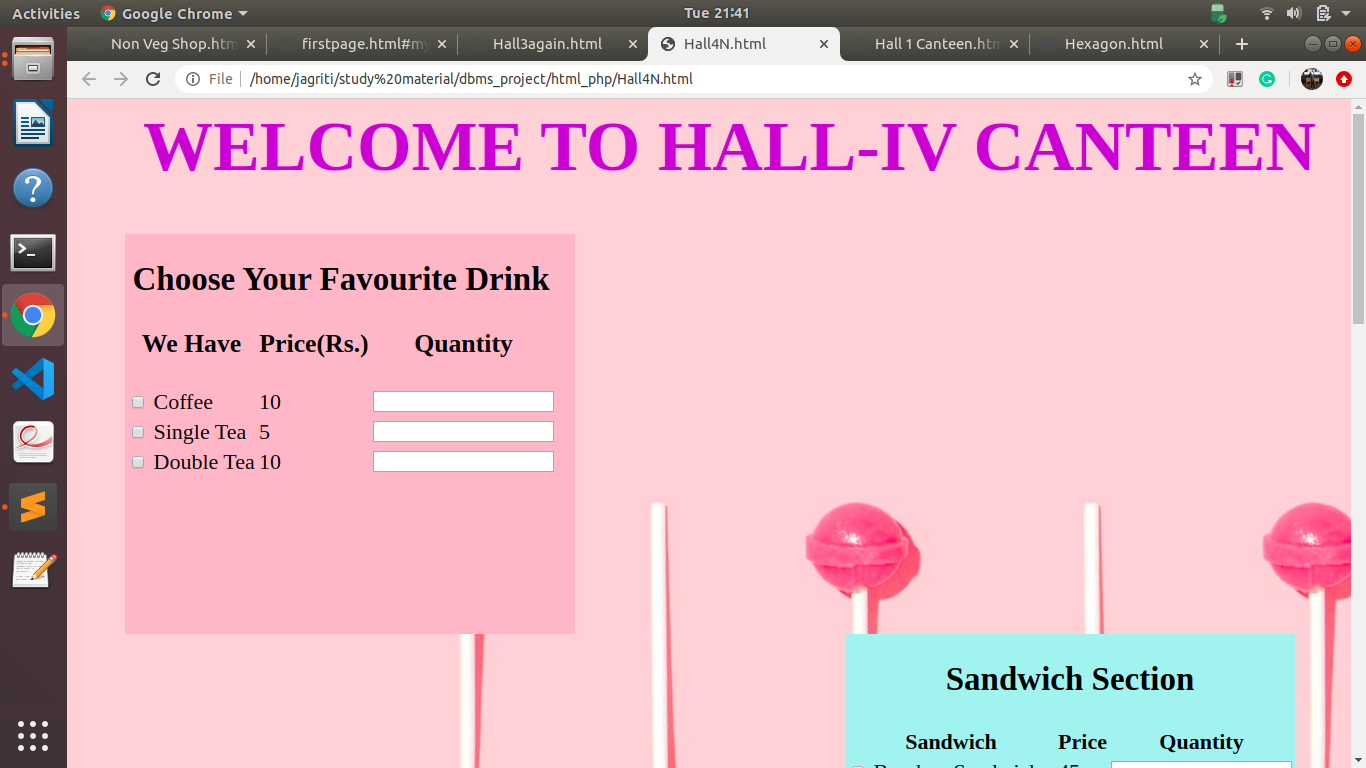 Activities Google Chrome Tue 21:41
Non Veg Shop.html firstpage.html#my Hall3again.html Hall4N.html Hall 1 Canteen.htm Hexagon.html
File /home/jagriti/study%20material/dbms_project/html_php/Hall4N.html
WELCOME TO HALL-IV CANTEEN
Choose Your Favourite Drink
We Have Price(Rs.) Quantity
Coffee 10
Single Tea 5
Double Tea 10
Sandwich Section
Sandwich Price Quantity